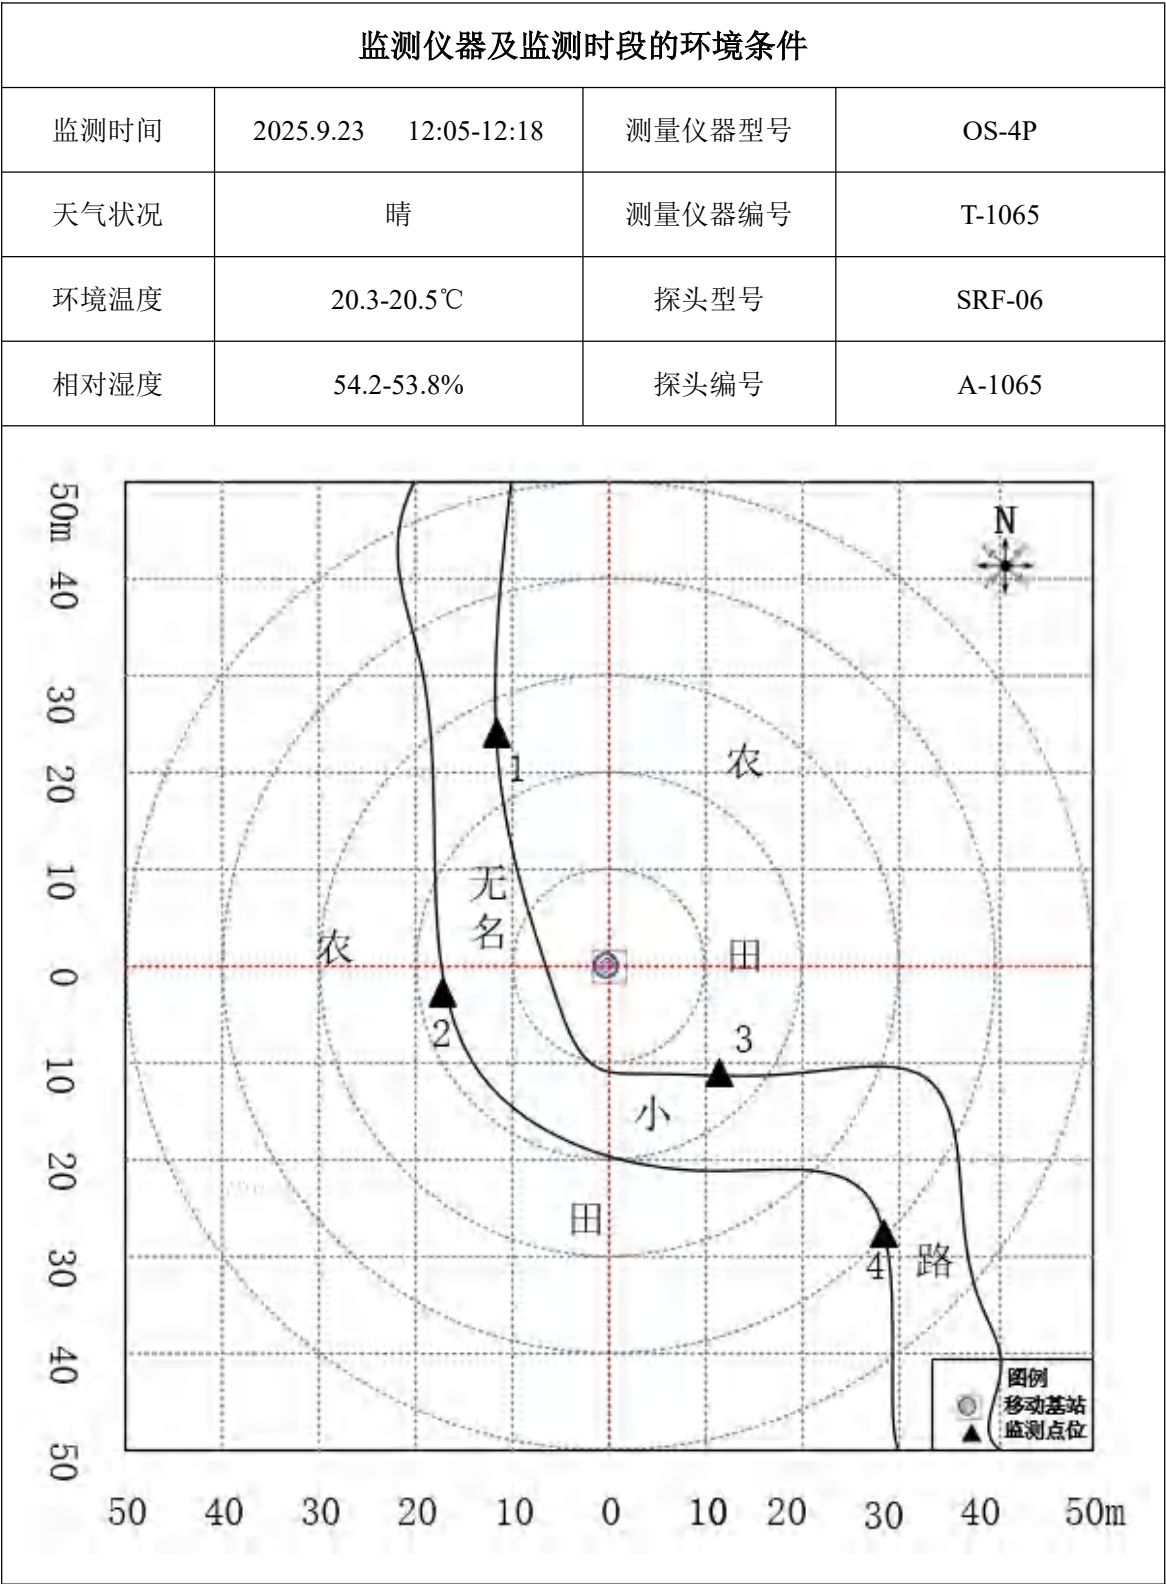 监测仪器及监测时段的环境条件
监测时间 2025.9.23 12:05-12:18 测量仪器型号 OS-4P
天气状况 晴 测量仪器编号 T-1065
环境温度 20.3-20.5℃ 探头型号 SRF-06
相对湿度 54.2-53.8% 探头编号 A-1065
50m
40
30
20
10
0
10
20
30
40
50
N
1
农
无
名
农
田
2
3
小
田
4
路
图例
移动基站
监测点位
50 40 30 20 10 0 10 20 30 40 50m